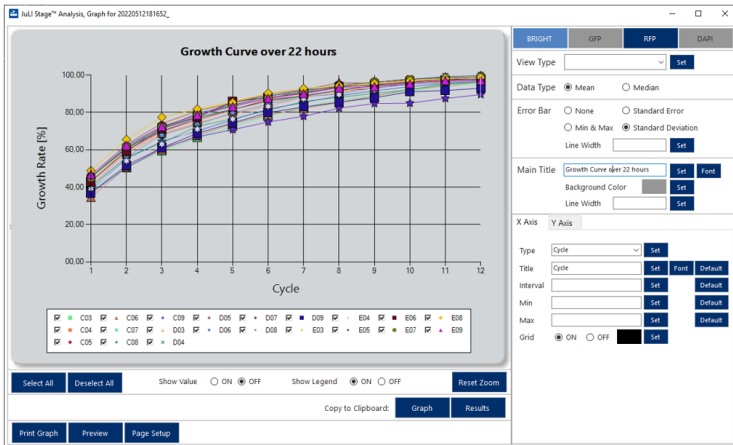 JuLI Stage™ Analysis, Graph for 20220512181652_
Growth Curve over 22 hours
Growth Rate [%]
100.00
80.00
60.00
40.00
20.00
00.00
1 2 3 4 5 6 7 8 9 10 11 12
Cycle
C03 C06 C09 D05 D07 D09 E04 E06 E08
C04 C07 D03 D06 D08 E03 E05 E07 E09
C05 C08 D04
Select All Deselect All Show Value ON OFF Show Legend ON OFF Reset Zoom
Copy to Clipboard: Graph Results
Print Graph Preview Page Setup
BRIGHT GFP RFP DAPI
View Type Set
Data Type Mean Median
Error Bar None Standard Error
Min & Max Standard Deviation
Line Width Set
Main Title Growth Curve over 22 hours Set Font
Background Color Set
Line Width Set
X Axis Y Axis
Type Cycle Set
Title Cycle Set Font Default
Interval Default
Min Default
Max Default
Grid ON OFF Set